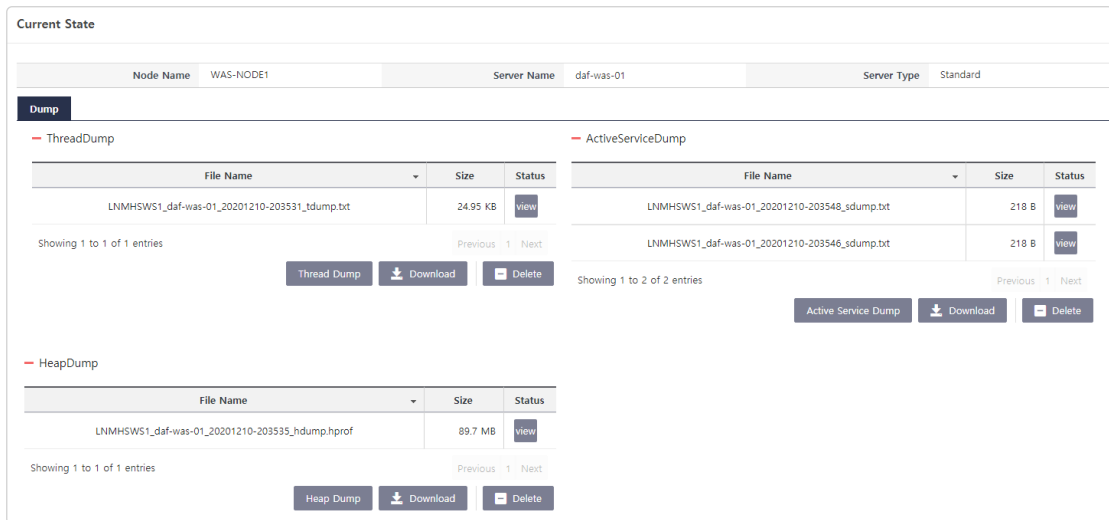 Current State
Node Name WAS-NODE1 Server Name daf-was-01 Server Type Standard
Dump
ThreadDump
File Name Size Status
LNMHSWS1_daf-was-01_20201210-203531_tdump.txt 24.95 KB view
Showing 1 to 1 of 1 entries Previous 1 Next
Thread Dump Download Delete
ActiveServiceDump
File Name Size Status
LNMHSWS1_daf-was-01_20201210-203548_sdump.txt 218 B view
LNMHSWS1_daf-was-01_20201210-203546_sdump.txt 218 B view
Showing 1 to 2 of 2 entries Previous 1 Next
Active Service Dump Download Delete
HeapDump
File Name Size Status
LNMHSWS1_daf-was-01_20201210-203535_hdump.hprof 89.7 MB view
Showing 1 to 1 of 1 entries Previous 1 Next
Heap Dump Download Delete